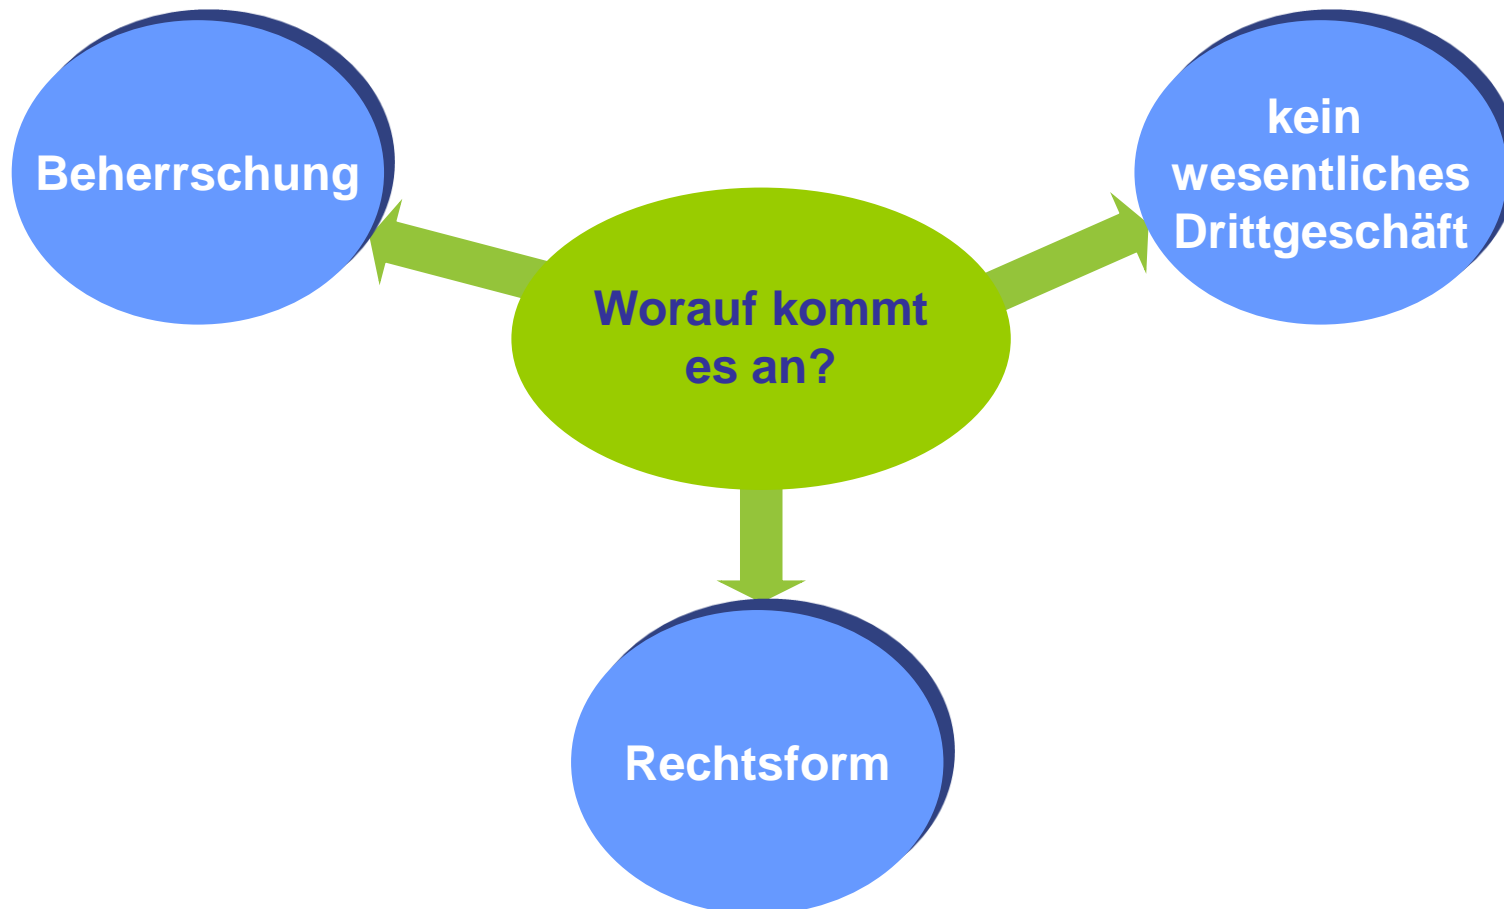 Beherrschung
kein
wesentliches
Drittgeschäft
Worauf kommt
es an?
Rechtsform